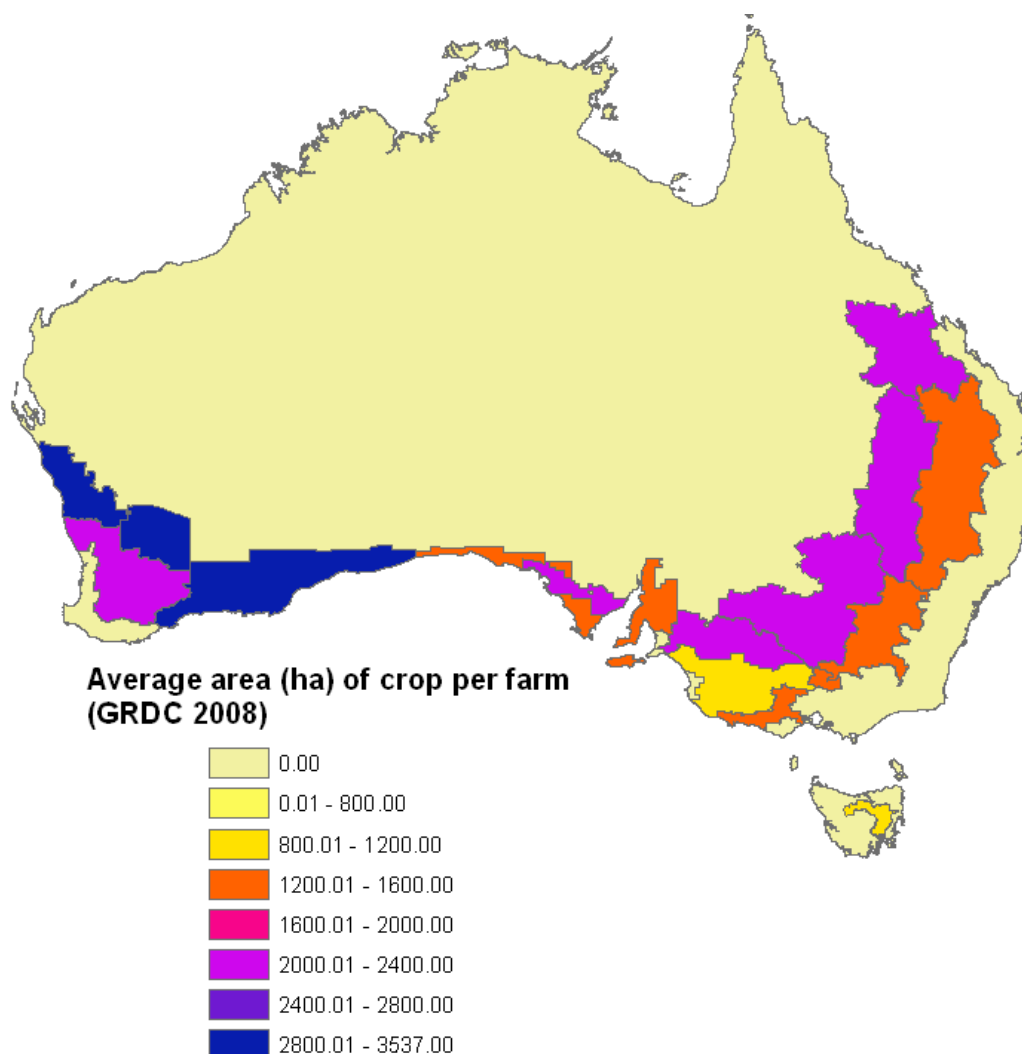 Average area (ha) of crop per farm
(GRDC 2008)
0.00
0.01 - 800.00
800.01 - 1200.00
1200.01 - 1600.00
1600.01 - 2000.00
2000.01 - 2400.00
2400.01 - 2800.00
2800.01 - 3537.00